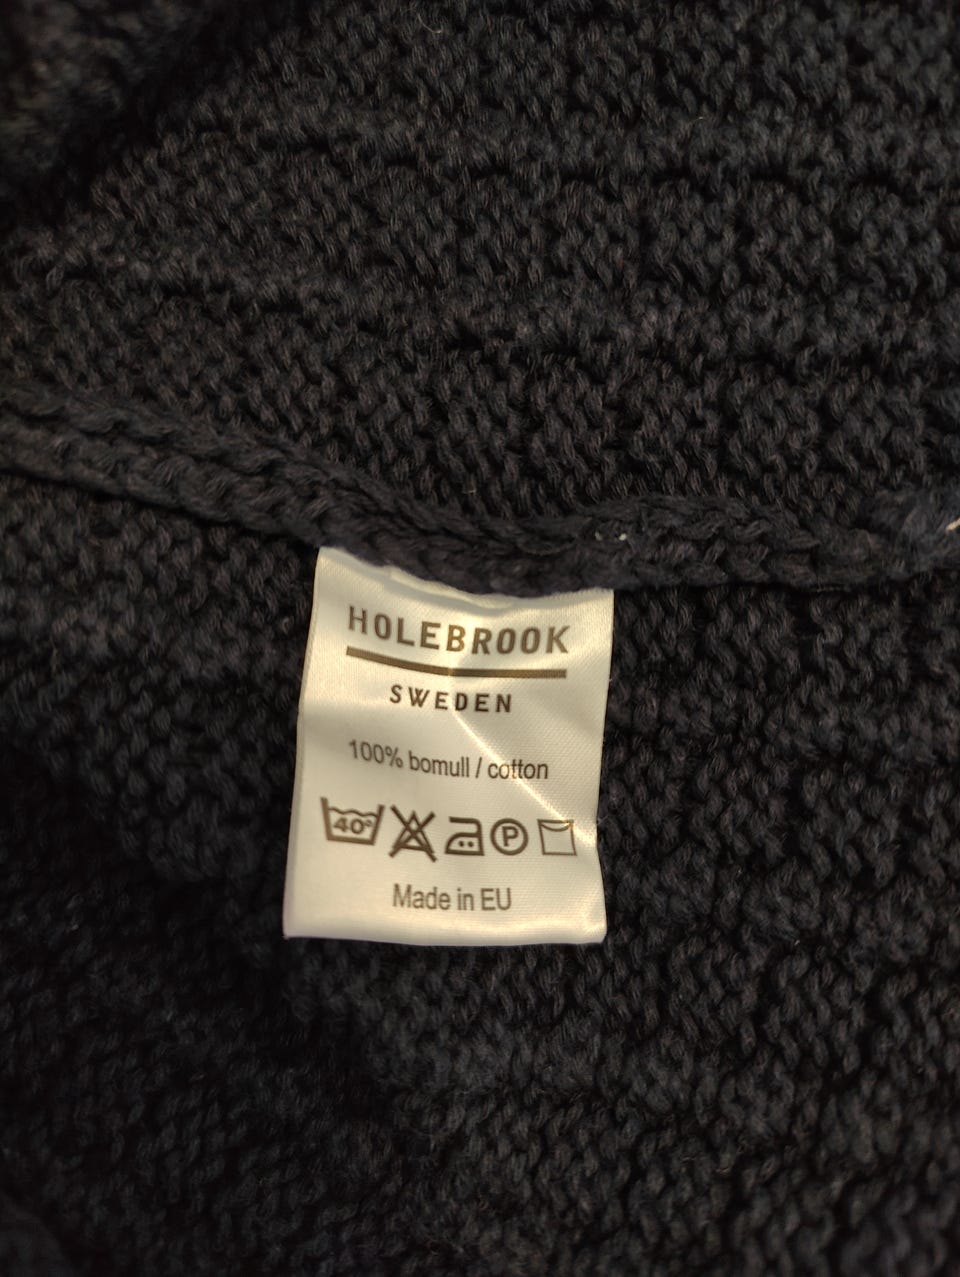 HOLEBROOK
SWEDEN
100% bomull / cotton
40° P
Made in EU